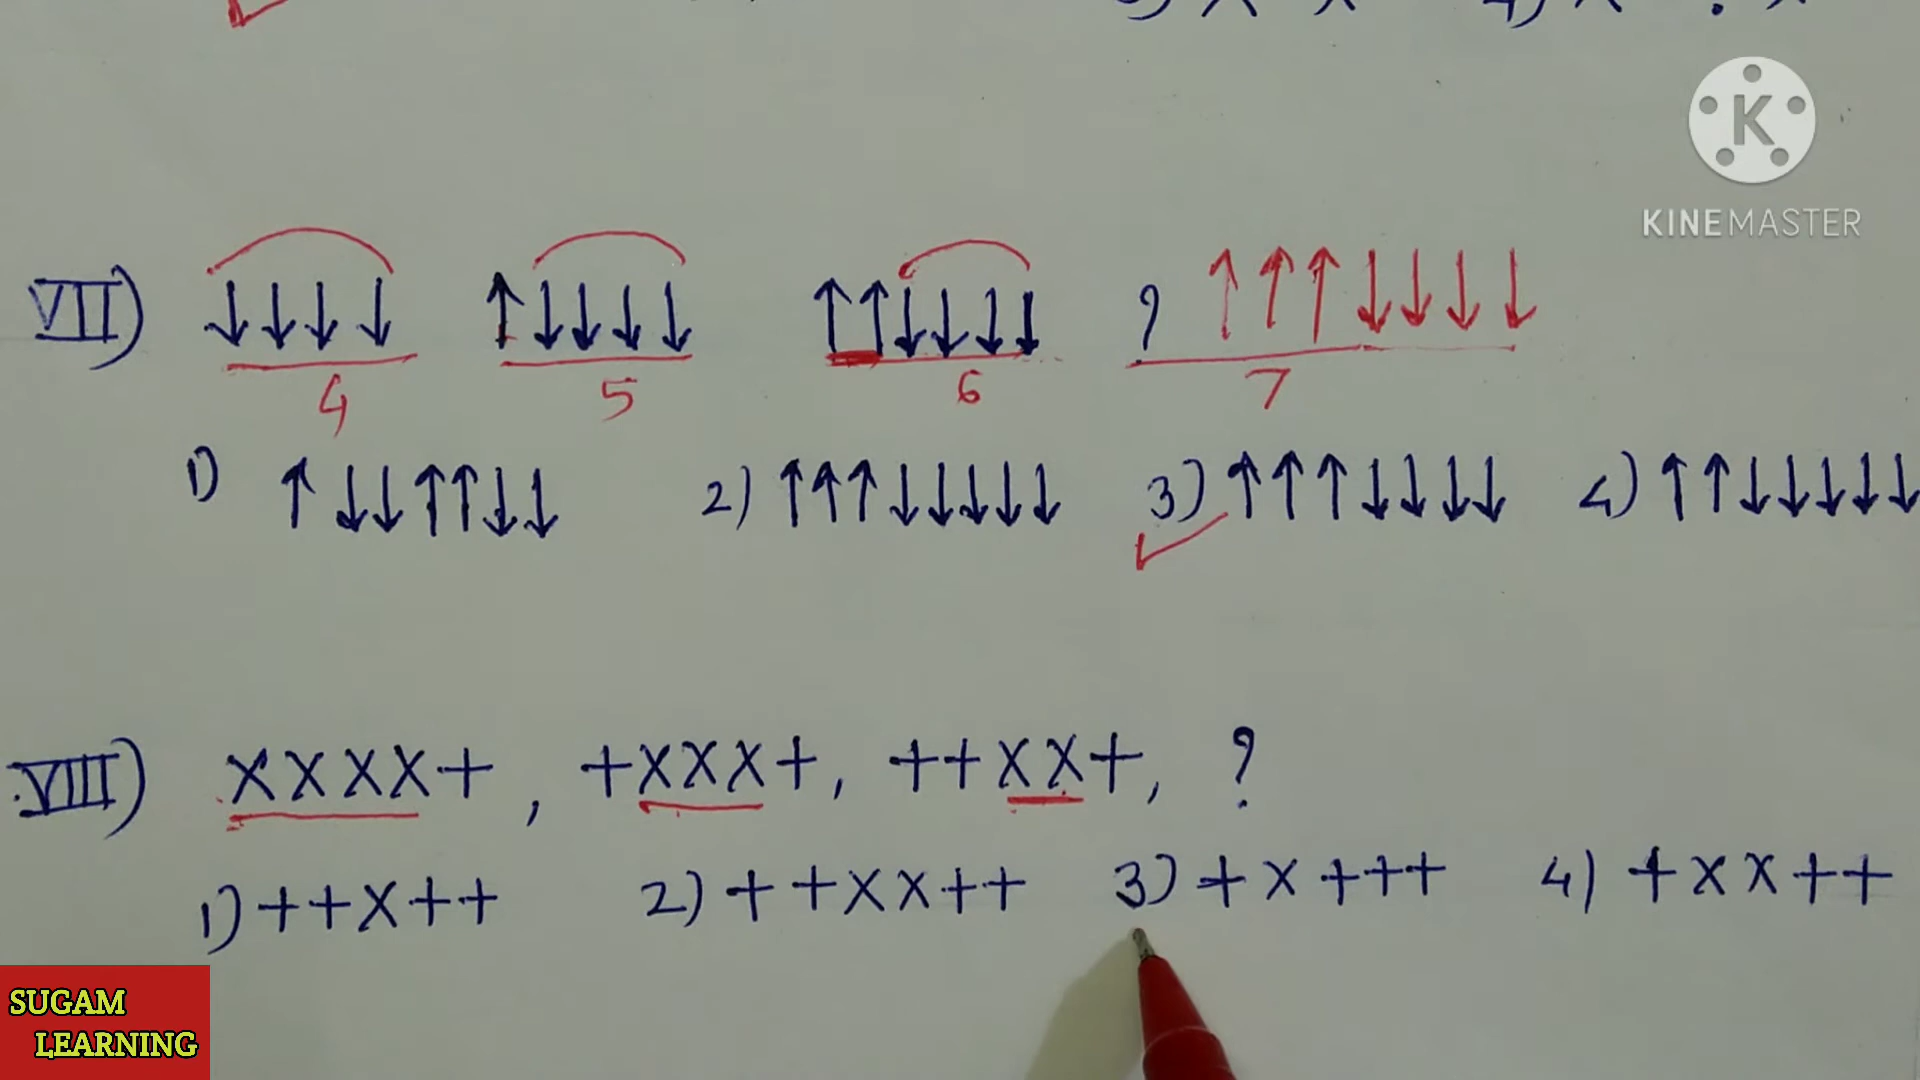 KINEMASTER
VII) ↓↓↓↓ ↑↓↓↓↓ ↑↑↓↓↓↓ ? ↑↑↑↓↓↓↓
4 5 6 7
1) ↑↓↓↑↑↓↓ 2) ↑↑↑↓↓↓↓↓ 3) ↑↑↑↓↓↓↓ 4) ↑↑↓↓↓↓↓
VIII) XXXX+, +XXX+, ++XX+, ?
1) ++X++ 2) ++XX++ 3) +X+++ 4) +XX++
SUGAM
LEARNING